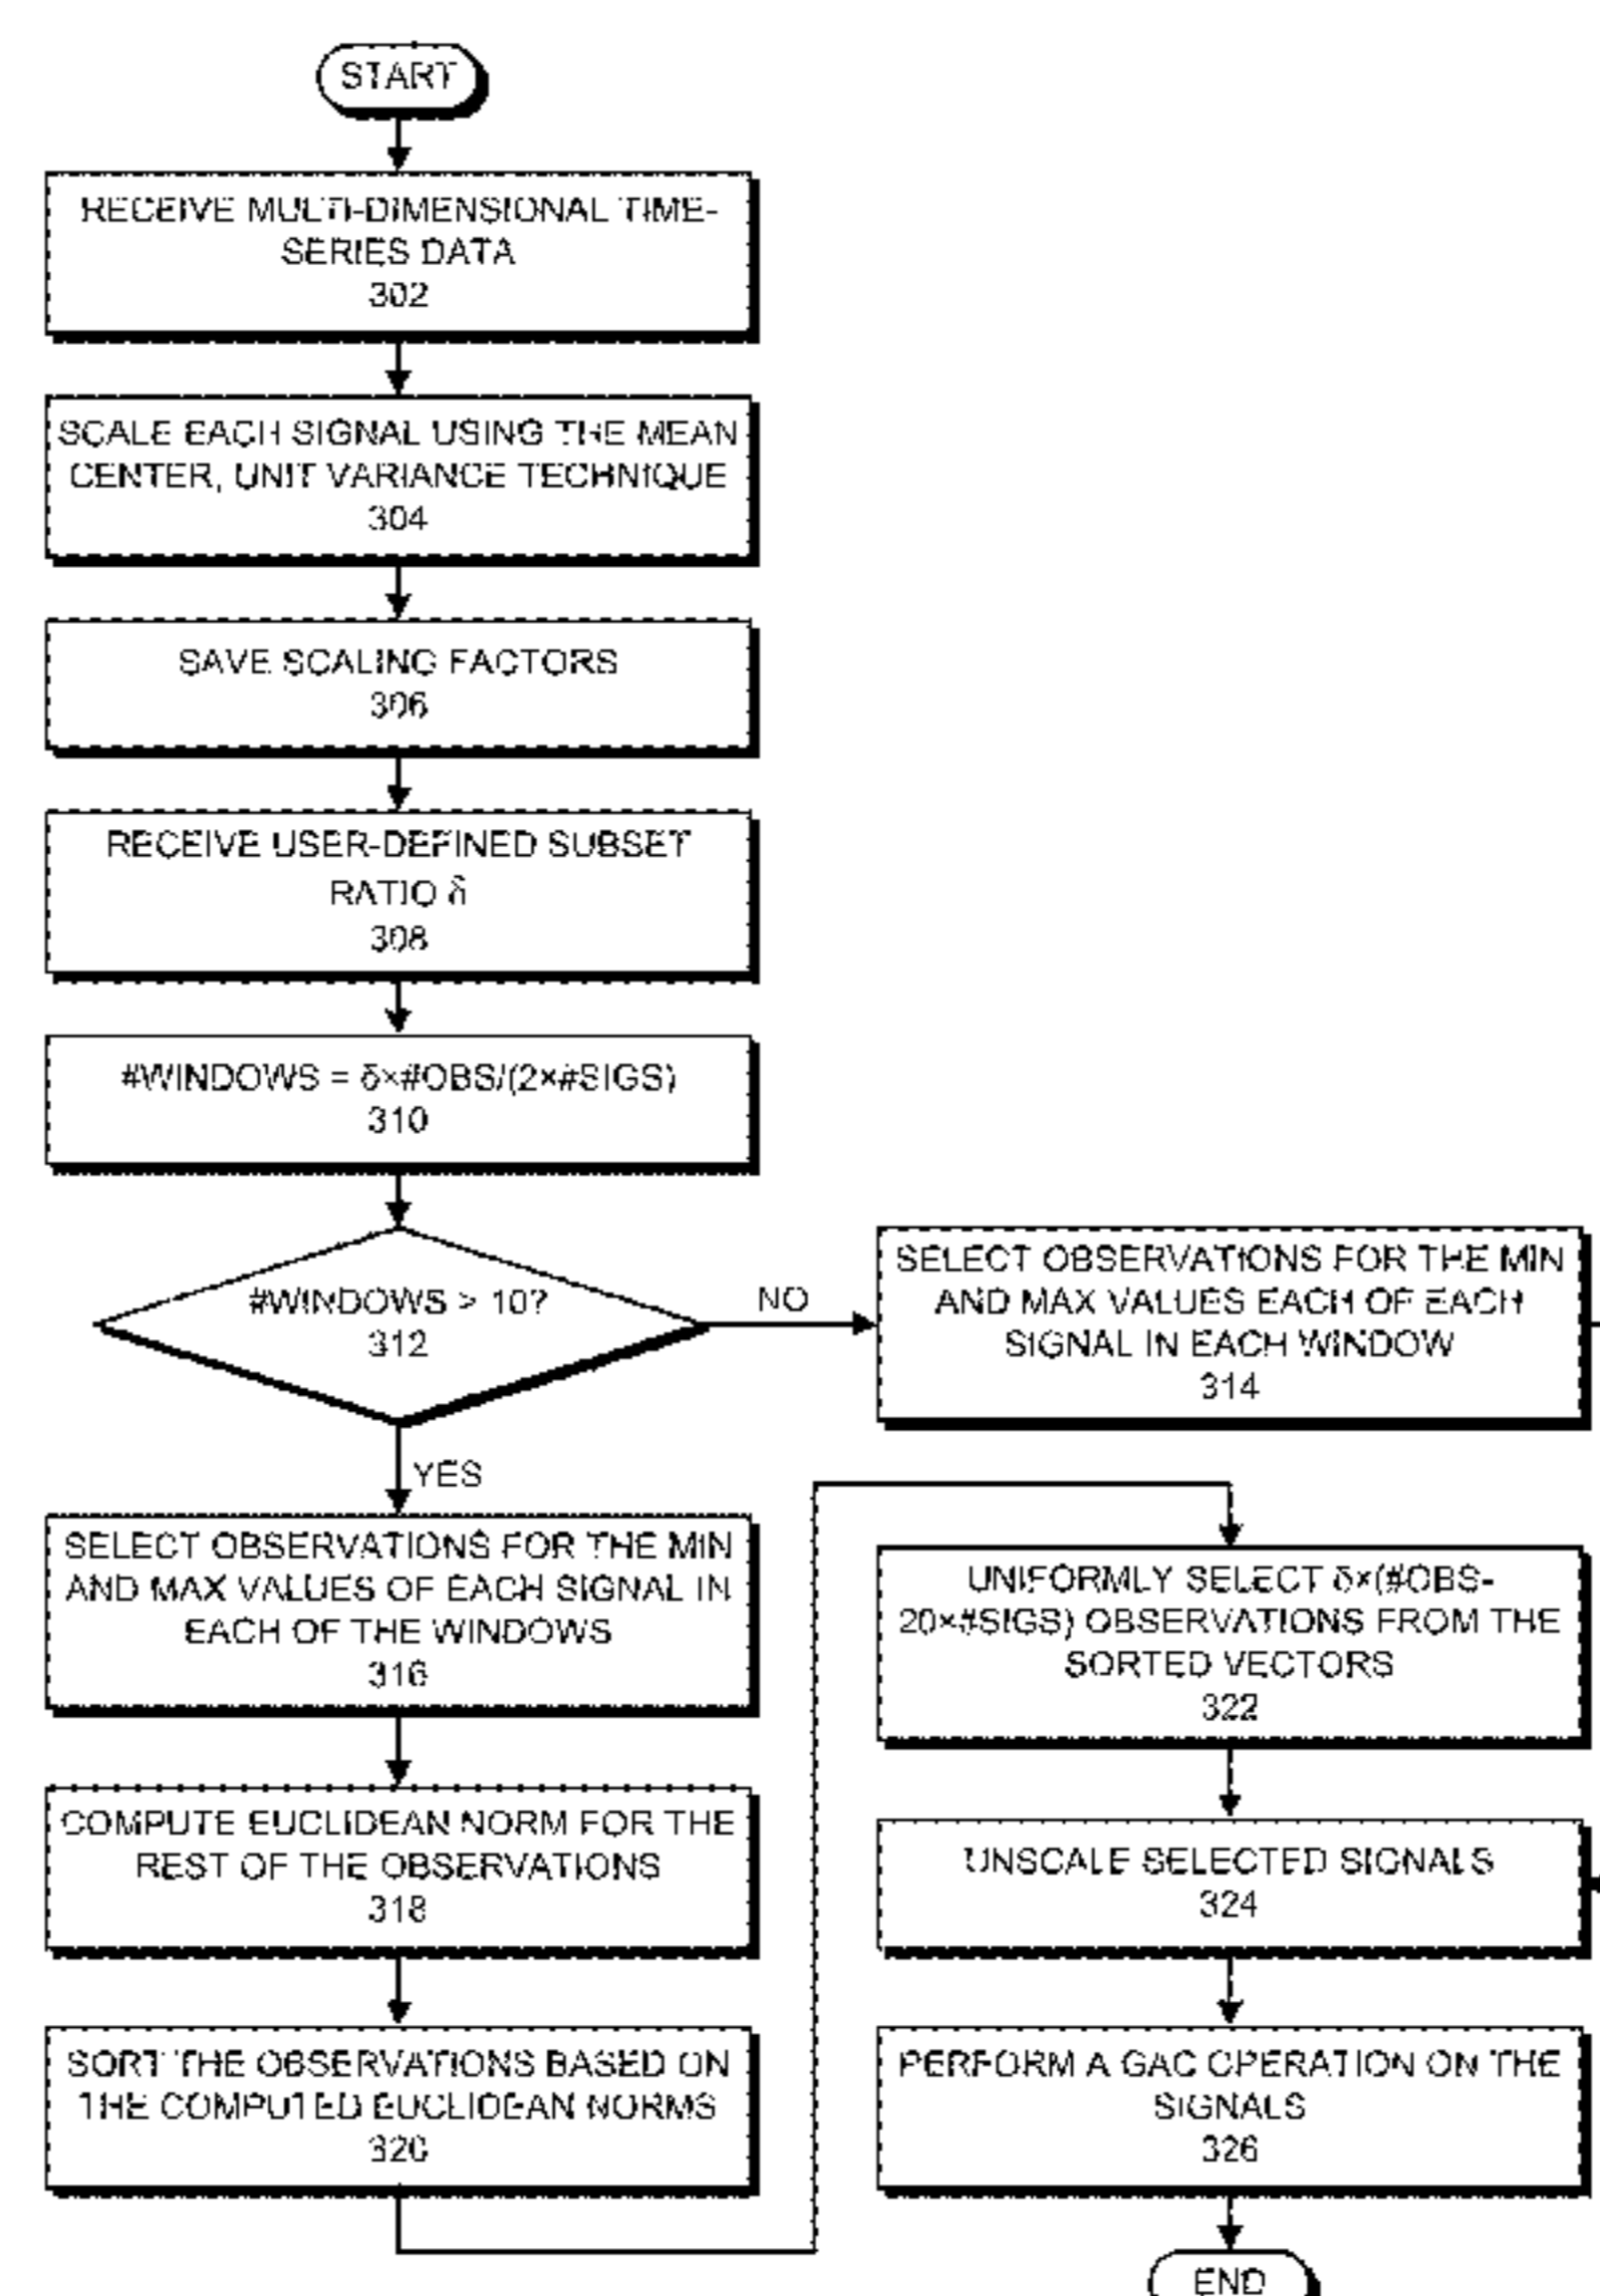 START
RECEIVE MULTI-DIMENSIONAL TIME-
SERIES DATA
302
SCALE EACH SIGNAL USING THE MEAN
CENTER, UNIT VARIANCE TECHNIQUE
304
SAVE SCALING FACTORS
306
RECEIVE USER-DEFINED SUBSET
RATIO δ
308
#WINDOWS = δ×#OBS/(2×#SIGS)
310
#WINDOWS > 10?
312
NO
SELECT OBSERVATIONS FOR THE MIN
AND MAX VALUES EACH OF EACH
SIGNAL IN EACH WINDOW
314
YES
SELECT OBSERVATIONS FOR THE MIN
AND MAX VALUES OF EACH SIGNAL IN
EACH OF THE WINDOWS
316
COMPUTE EUCLIDEAN NORM FOR THE
REST OF THE OBSERVATIONS
318
SORT THE OBSERVATIONS BASED ON
THE COMPUTED EUCLIDEAN NORMS
320
UNIFORMLY SELECT δ×(#OBS-
20×#SIGS) OBSERVATIONS FROM THE
SORTED VECTORS
322
UNSCALE SELECTED SIGNALS
324
PERFORM A GAC OPERATION ON THE
SIGNALS
326
END